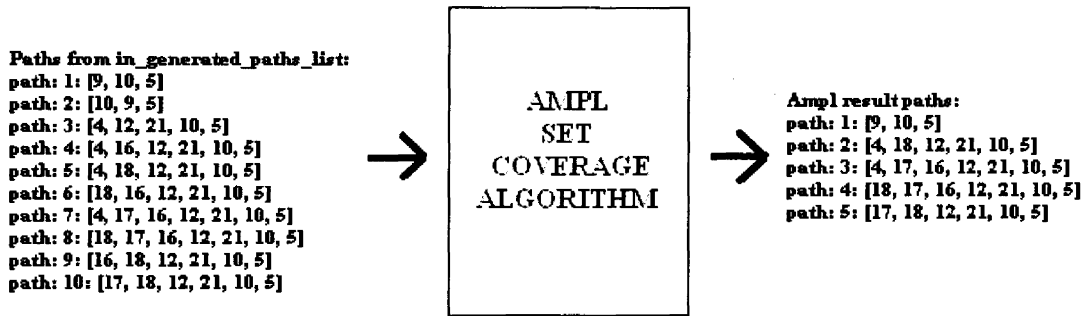 Paths from in_generated_paths_list:
path: 1: [9, 10, 5]
path: 2: [10, 9, 5]
path: 3: [4, 12, 21, 10, 5]
path: 4: [4, 16, 12, 21, 10, 5]
path: 5: [4, 18, 12, 21, 10, 5]
path: 6: [18, 16, 12, 21, 10, 5]
path: 7: [4, 17, 16, 12, 21, 10, 5]
path: 8: [18, 17, 16, 12, 21, 10, 5]
path: 9: [16, 18, 12, 21, 10, 5]
path: 10: [17, 18, 12, 21, 10, 5]
AMPL
SET
COVERAGE
ALGORITHM
Ampl result paths:
path: 1: [9, 10, 5]
path: 2: [4, 18, 12, 21, 10, 5]
path: 3: [4, 17, 16, 12, 21, 10, 5]
path: 4: [18, 17, 16, 12, 21, 10, 5]
path: 5: [17, 18, 12, 21, 10, 5]